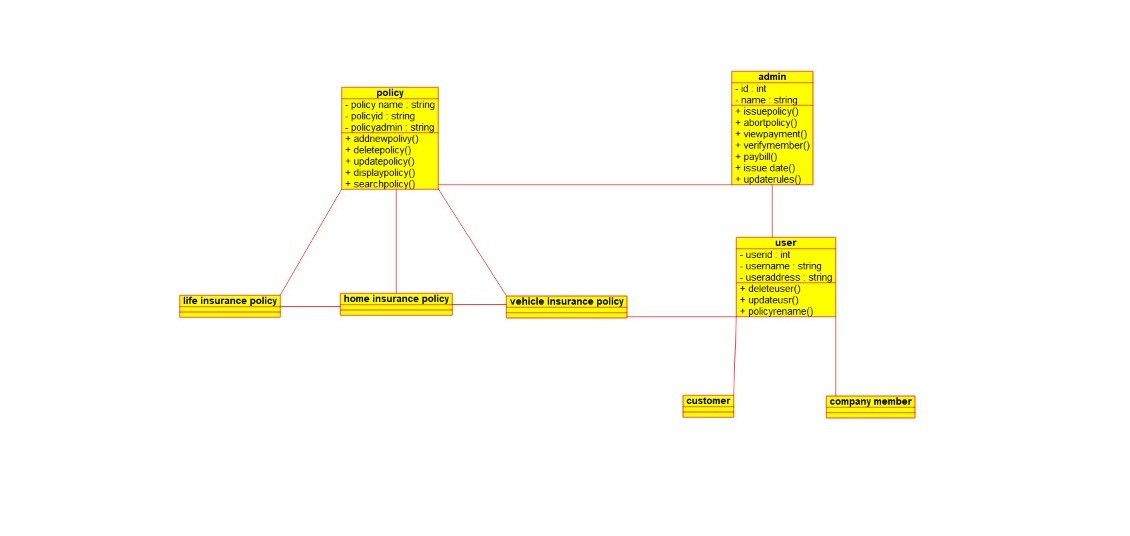 policy
- policy name : string
- policyid : string
- policyadmin : string
+ addnewpolivy()
+ deletepolicy()
+ updatepolicy()
+ displaypolicy()
+ searchpolicy()
admin
- id : int
- name : string
+ issuepolicy()
+ abortpolicy()
+ viewpayment()
+ verifymember()
+ paybill()
+ issue date()
+ updaterules()
user
- userid : int
- username : string
- useraddress : string
+ deleteuser()
+ updateusr()
+ policyrename()
life insurance policy
home insurance policy
vehicle insurance policy
customer
company member